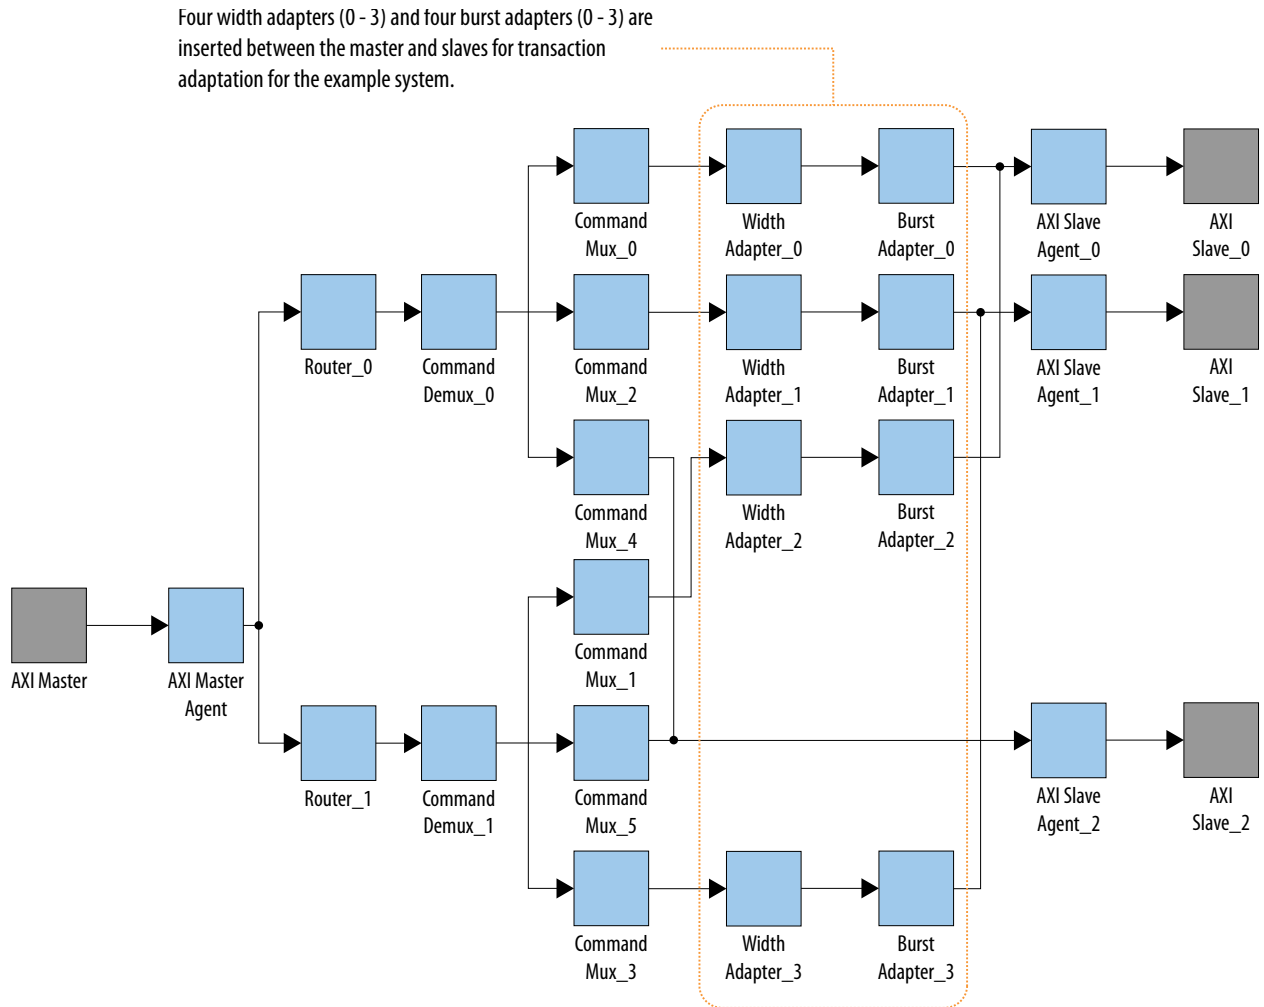 Four width adapters (0 - 3) and four burst adapters (0 - 3) are
inserted between the master and slaves for transaction
adaptation for the example system.
Command
Mux_0
Width
Adapter_0
Burst
Adapter_0
AXI Slave
Agent_0
AXI
Slave_0
Router_0
Command
Demux_0
Command
Mux_2
Width
Adapter_1
Burst
Adapter_1
AXI Slave
Agent_1
AXI
Slave_1
Command
Mux_4
Width
Adapter_2
Burst
Adapter_2
AXI Master
AXI Master
Agent
Command
Mux_1
Router_1
Command
Demux_1
Command
Mux_5
AXI Slave
Agent_2
AXI
Slave_2
Command
Mux_3
Width
Adapter_3
Burst
Adapter_3